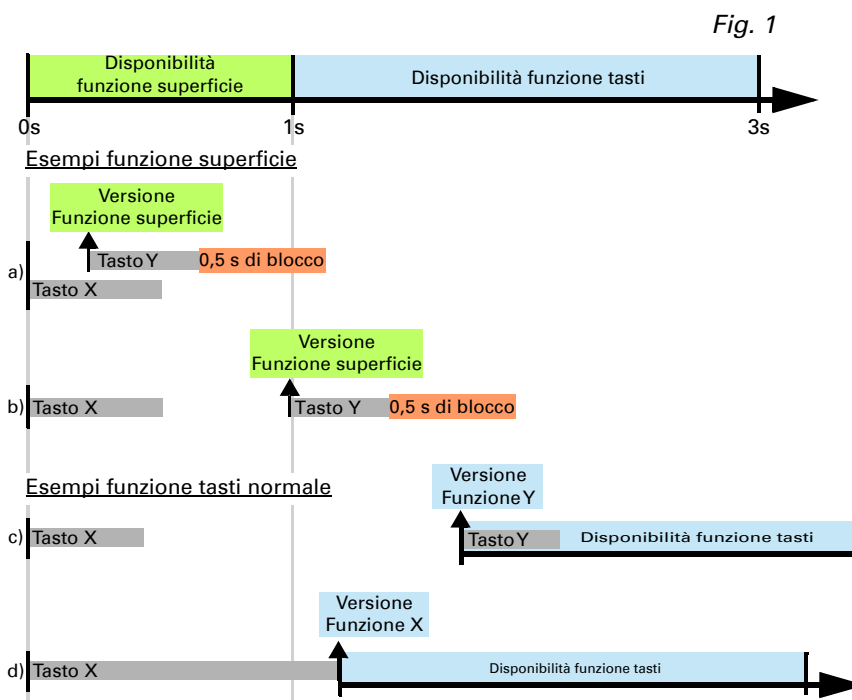 Fig. 1
Disponibilità
funzione superficie
Disponibilità funzione tasti
0s
1s
3s
Esempi funzione superficie
Versione
Funzione superficie
a)
Tasto Y
0,5 s di blocco
Tasto X
Versione
Funzione superficie
b)
Tasto X
Tasto Y
0,5 s di blocco
Esempi funzione tasti normale
Versione
Funzione Y
c)
Tasto X
Tasto Y
Disponibilità funzione tasti
Versione
Funzione X
d)
Tasto X
Disponibilità funzione tasti